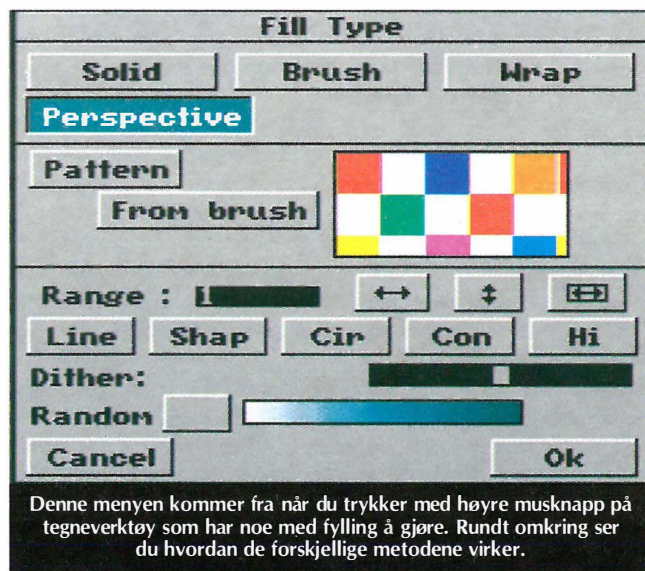 Fill Type
Solid Brush Wrap
Perspective
Pattern
From brush
Range : 1
Line Shap Cir Con Hi
Dither:
Random
Cancel Ok
Denne menyen kommer fra når du trykker med høyre musknapp på
tegneverktøy som har noe med fylling å gjøre. Rundt omkring ser
du hvordan de forskjellige metodene virker.